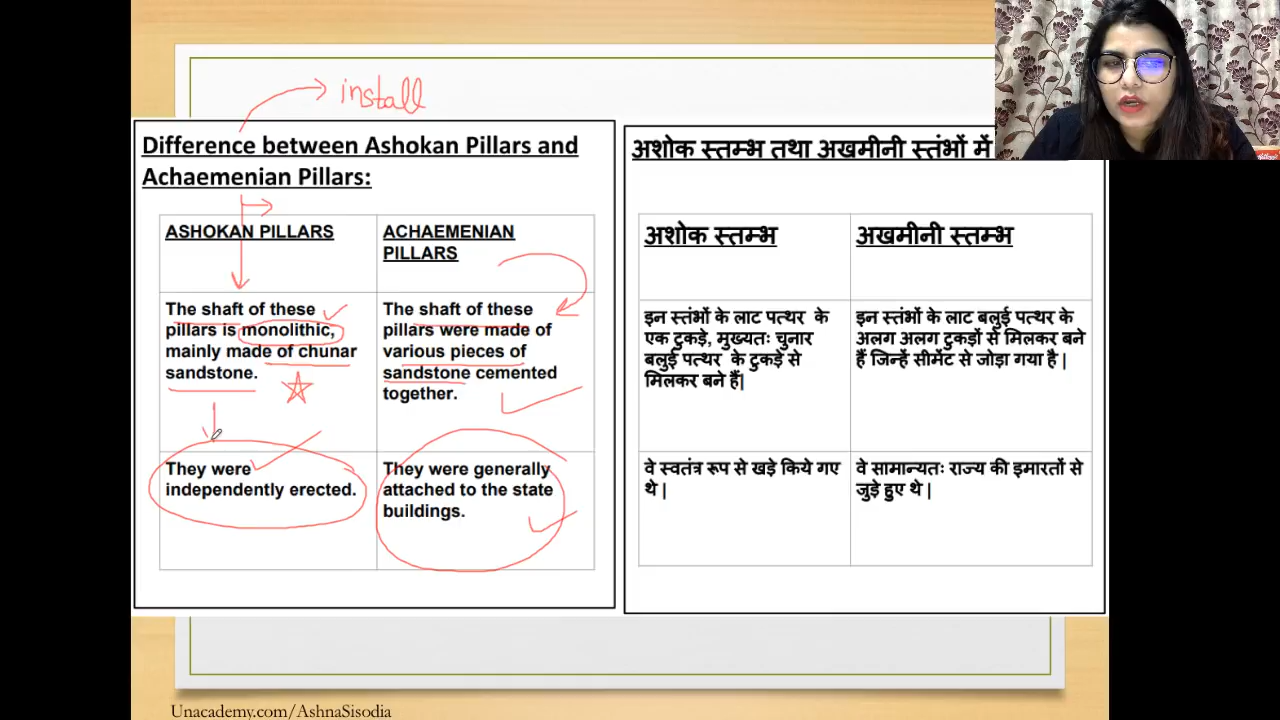 install
Difference between Ashokan Pillars and
Achaemenian Pillars:
ASHOKAN PILLARS
ACHAEMENIAN
PILLARS
The shaft of these
pillars is monolithic,
mainly made of chunar
sandstone.
The shaft of these
pillars were made of
various pieces of
sandstone cemented
together.
They were
independently erected.
They were generally
attached to the state
buildings.
अशोक स्तम्भ तथा अखमीनी स्तंभों में
अशोक स्तम्भ
अखमीनी स्तम्भ
इन स्तंभों के लाट पत्थर के
एक टुकड़े, मुख्यतः चुनार
बलुई पत्थर के टुकड़े से
मिलकर बने हैं|
इन स्तंभों के लाट बलुई पत्थर के
अलग अलग टुकड़ों से मिलकर बने
हैं जिन्हें सीमेंट से जोड़ा गया है |
वे स्वतंत्र रूप से खड़े किये गए
थे |
वे सामान्यतः राज्य की इमारतों से
जुड़े हुए थे |
Unacademy.com/AshnaSisodia